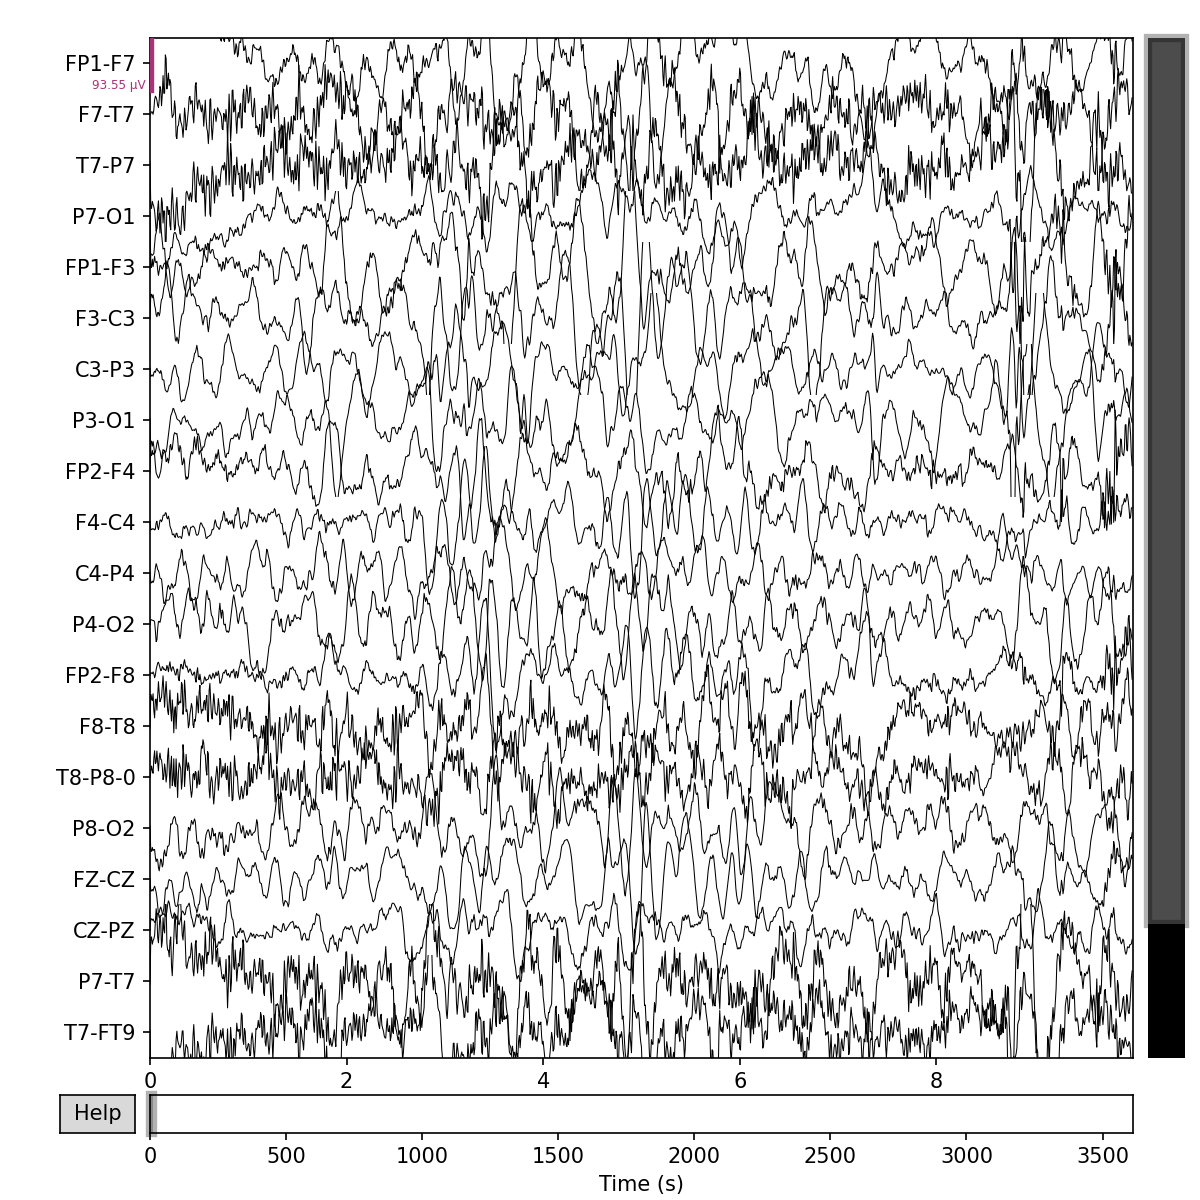 FP1-F7
93.55 µV
F7-T7
T7-P7
P7-O1
FP1-F3
F3-C3
C3-P3
P3-O1
FP2-F4
F4-C4
C4-P4
P4-O2
FP2-F8
F8-T8
T8-P8-0
P8-O2
FZ-CZ
CZ-PZ
P7-T7
T7-FT9
0 2 4 6 8
Help
0 500 1000 1500 2000 2500 3000 3500
Time (s)